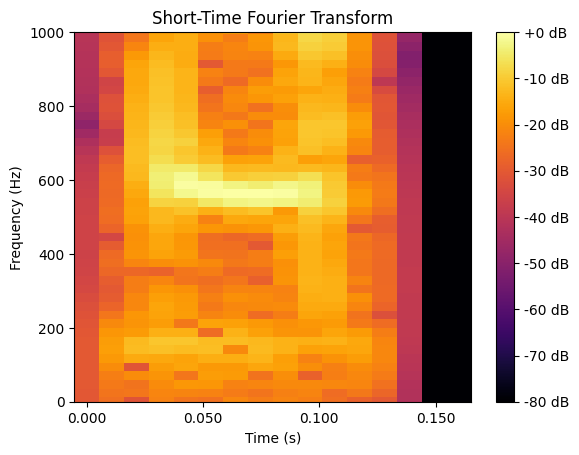 Short-Time Fourier Transform
Frequency (Hz)
1000
800
600
400
200
0
0.000
0.050
0.100
0.150
Time (s)
+0 dB
-10 dB
-20 dB
-30 dB
-40 dB
-50 dB
-60 dB
-70 dB
-80 dB